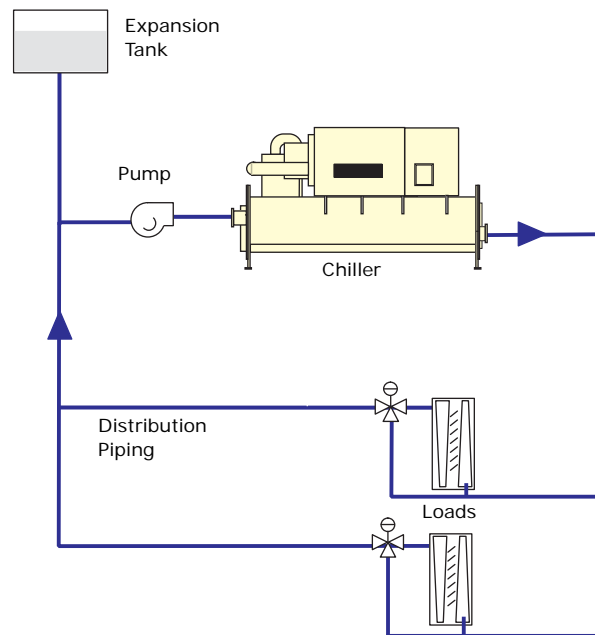 Expansion
Tank
Pump
Chiller
Distribution
Piping
Loads